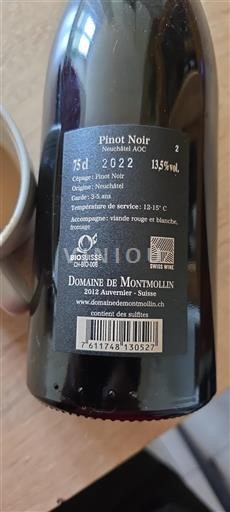 Pinot Noir
Neuchâtel AOC
2
75cl 2022 13,5%vol.
Cépage: Pinot Noir
Origine: Neuchâtel
Garde: 3-5 ans
Température de service: 12-15° C
Accompagne: viande rouge et blanche,
fromage
VINIOU
BIOSUISSE
CH-BIO-006
SWISS WINE
DOMAINE DE MONTMOLLIN
2012 Auvernier - Suisse
www.domainedemontmollin.ch
contient des sulfites
7 611748 130527